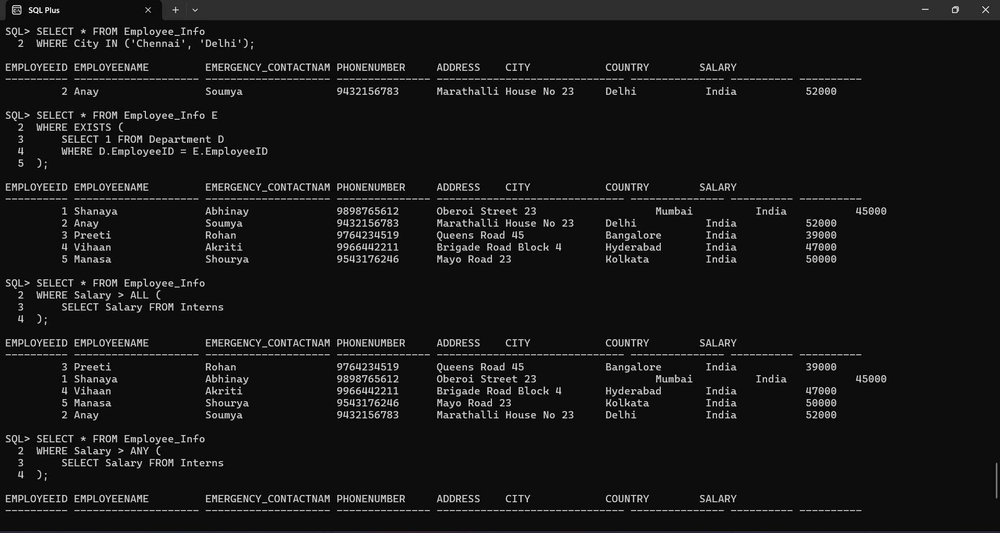 SQL Plus
SQL> SELECT * FROM Employee_Info
  2  WHERE City IN ('Chennai', 'Delhi');

EMPLOYEEID EMPLOYEENAME         EMERGENCY_CONTACTNAM PHONENUMBER     ADDRESS    CITY            COUNTRY        SALARY
---------- -------------------- -------------------- --------------- ------------------------------ --------------- ---------- ----------
         2 Anay                 Soumya               9432156783      Marathalli House No 23     Delhi           India           52000

SQL> SELECT * FROM Employee_Info E
  2  WHERE EXISTS (
  3      SELECT 1 FROM Department D
  4      WHERE D.EmployeeID = E.EmployeeID
  5  );

EMPLOYEEID EMPLOYEENAME         EMERGENCY_CONTACTNAM PHONENUMBER     ADDRESS    CITY            COUNTRY        SALARY
---------- -------------------- -------------------- --------------- ------------------------------ --------------- ---------- ----------
         1 Shanaya              Abhinay              9898765612      Oberoi Street 23                   Mumbai          India           45000
         2 Anay                 Soumya               9432156783      Marathalli House No 23     Delhi           India           52000
         3 Preeti               Rohan                9764234519      Queens Road 45             Bangalore       India           39000
         4 Vihaan               Akriti               9966442211      Brigade Road Block 4       Hyderabad       India           47000
         5 Manasa               Shourya              9543176246      Mayo Road 23               Kolkata         India           50000

SQL> SELECT * FROM Employee_Info
  2  WHERE Salary > ALL (
  3      SELECT Salary FROM Interns
  4  );

EMPLOYEEID EMPLOYEENAME         EMERGENCY_CONTACTNAM PHONENUMBER     ADDRESS    CITY            COUNTRY        SALARY
---------- -------------------- -------------------- --------------- ------------------------------ --------------- ---------- ----------
         3 Preeti               Rohan                9764234519      Queens Road 45             Bangalore       India           39000
         1 Shanaya              Abhinay              9898765612      Oberoi Street 23                   Mumbai          India           45000
         4 Vihaan               Akriti               9966442211      Brigade Road Block 4       Hyderabad       India           47000
         5 Manasa               Shourya              9543176246      Mayo Road 23               Kolkata         India           50000
         2 Anay                 Soumya               9432156783      Marathalli House No 23     Delhi           India           52000

SQL> SELECT * FROM Employee_Info
  2  WHERE Salary > ANY (
  3      SELECT Salary FROM Interns
  4  );

EMPLOYEEID EMPLOYEENAME         EMERGENCY_CONTACTNAM PHONENUMBER     ADDRESS    CITY            COUNTRY        SALARY
---------- -------------------- -------------------- --------------- ------------------------------ --------------- ---------- ----------